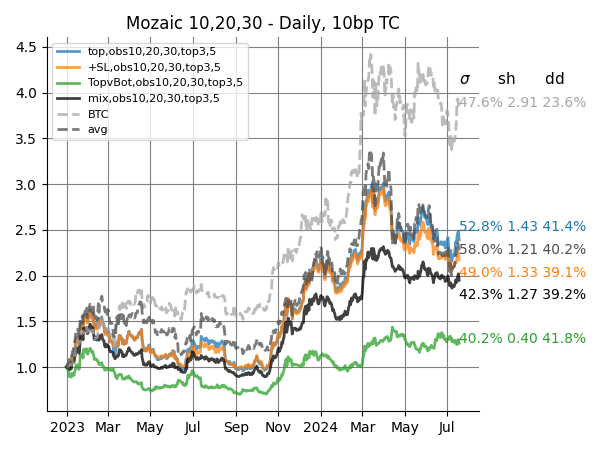 Mozaic 10,20,30 - Daily, 10bp TC
top,obs10,20,30,top3,5
+SL,obs10,20,30,top3,5
TopvBot,obs10,20,30,top3,5
mix,obs10,20,30,top3,5
BTC
avg
4.5
4.0
3.5
3.0
2.5
2.0
1.5
1.0
σ sh dd
47.6% 2.91 23.6%
52.8% 1.43 41.4%
58.0% 1.21 40.2%
49.0% 1.33 39.1%
42.3% 1.27 39.2%
40.2% 0.40 41.8%
2023 Mar May Jul Sep Nov 2024 Mar May Jul